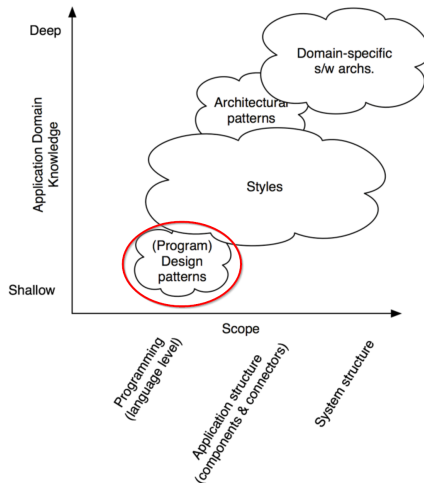 Deep
Domain-specific
s/w archs.
Architectural
patterns
Application Domain
Knowledge
Styles
(Program)
Design
patterns
Shallow
Scope
Programming
(language level)
Application structure
(components & connectors)
System structure